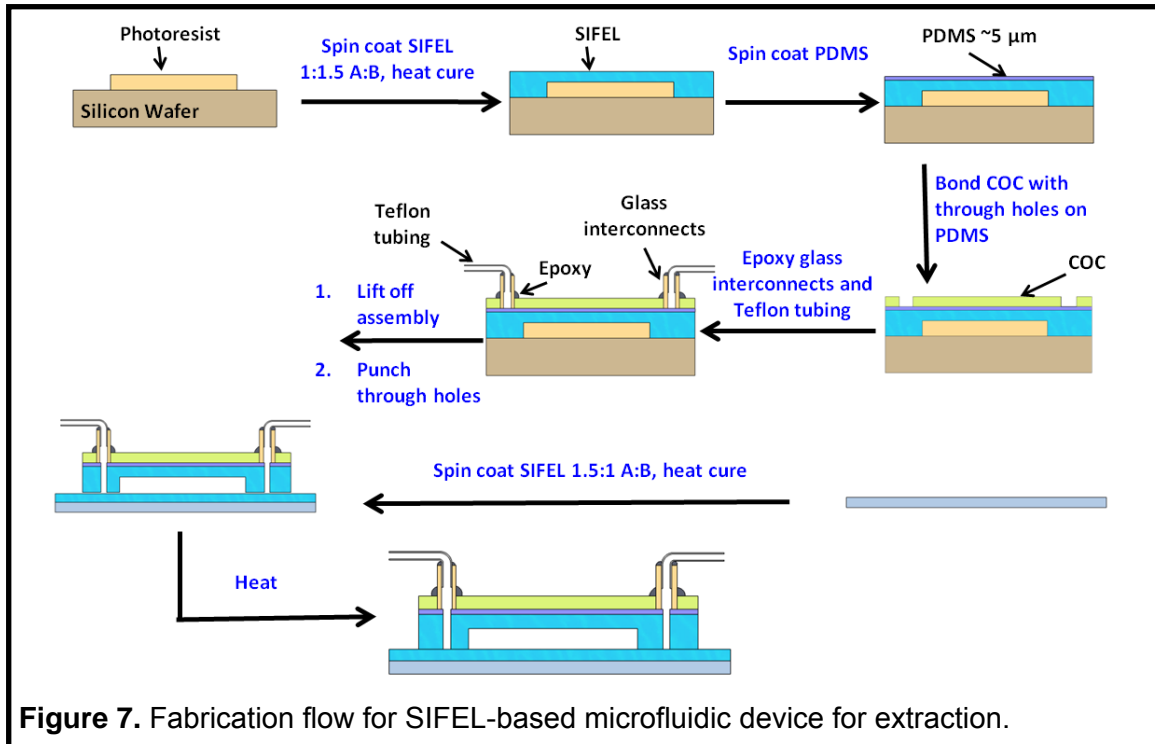 Photoresist
Silicon Wafer
Spin coat SIFEL
1:1.5 A:B, heat cure
SIFEL
Spin coat PDMS
PDMS ~5 µm
Bond COC with
through holes on
PDMS
COC
Epoxy glass
interconnects and
Teflon tubing
Glass
interconnects
Epoxy
Teflon
tubing
1. Lift off
assembly
2. Punch
through holes
Spin coat SIFEL 1.5:1 A:B, heat cure
Heat
Figure 7. Fabrication flow for SIFEL-based microfluidic device for extraction.